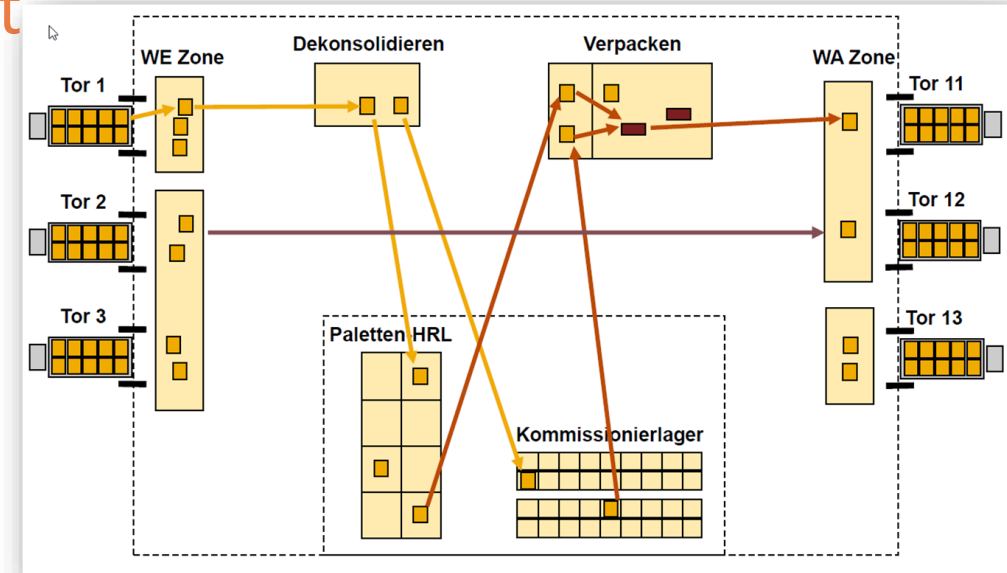 t
Dekonsolidieren
Verpacken
WE Zone
WA Zone
Tor 1
Tor 11
Tor 2
Tor 12
Tor 3
Tor 13
Paletten-HRL
Kommissionierlager